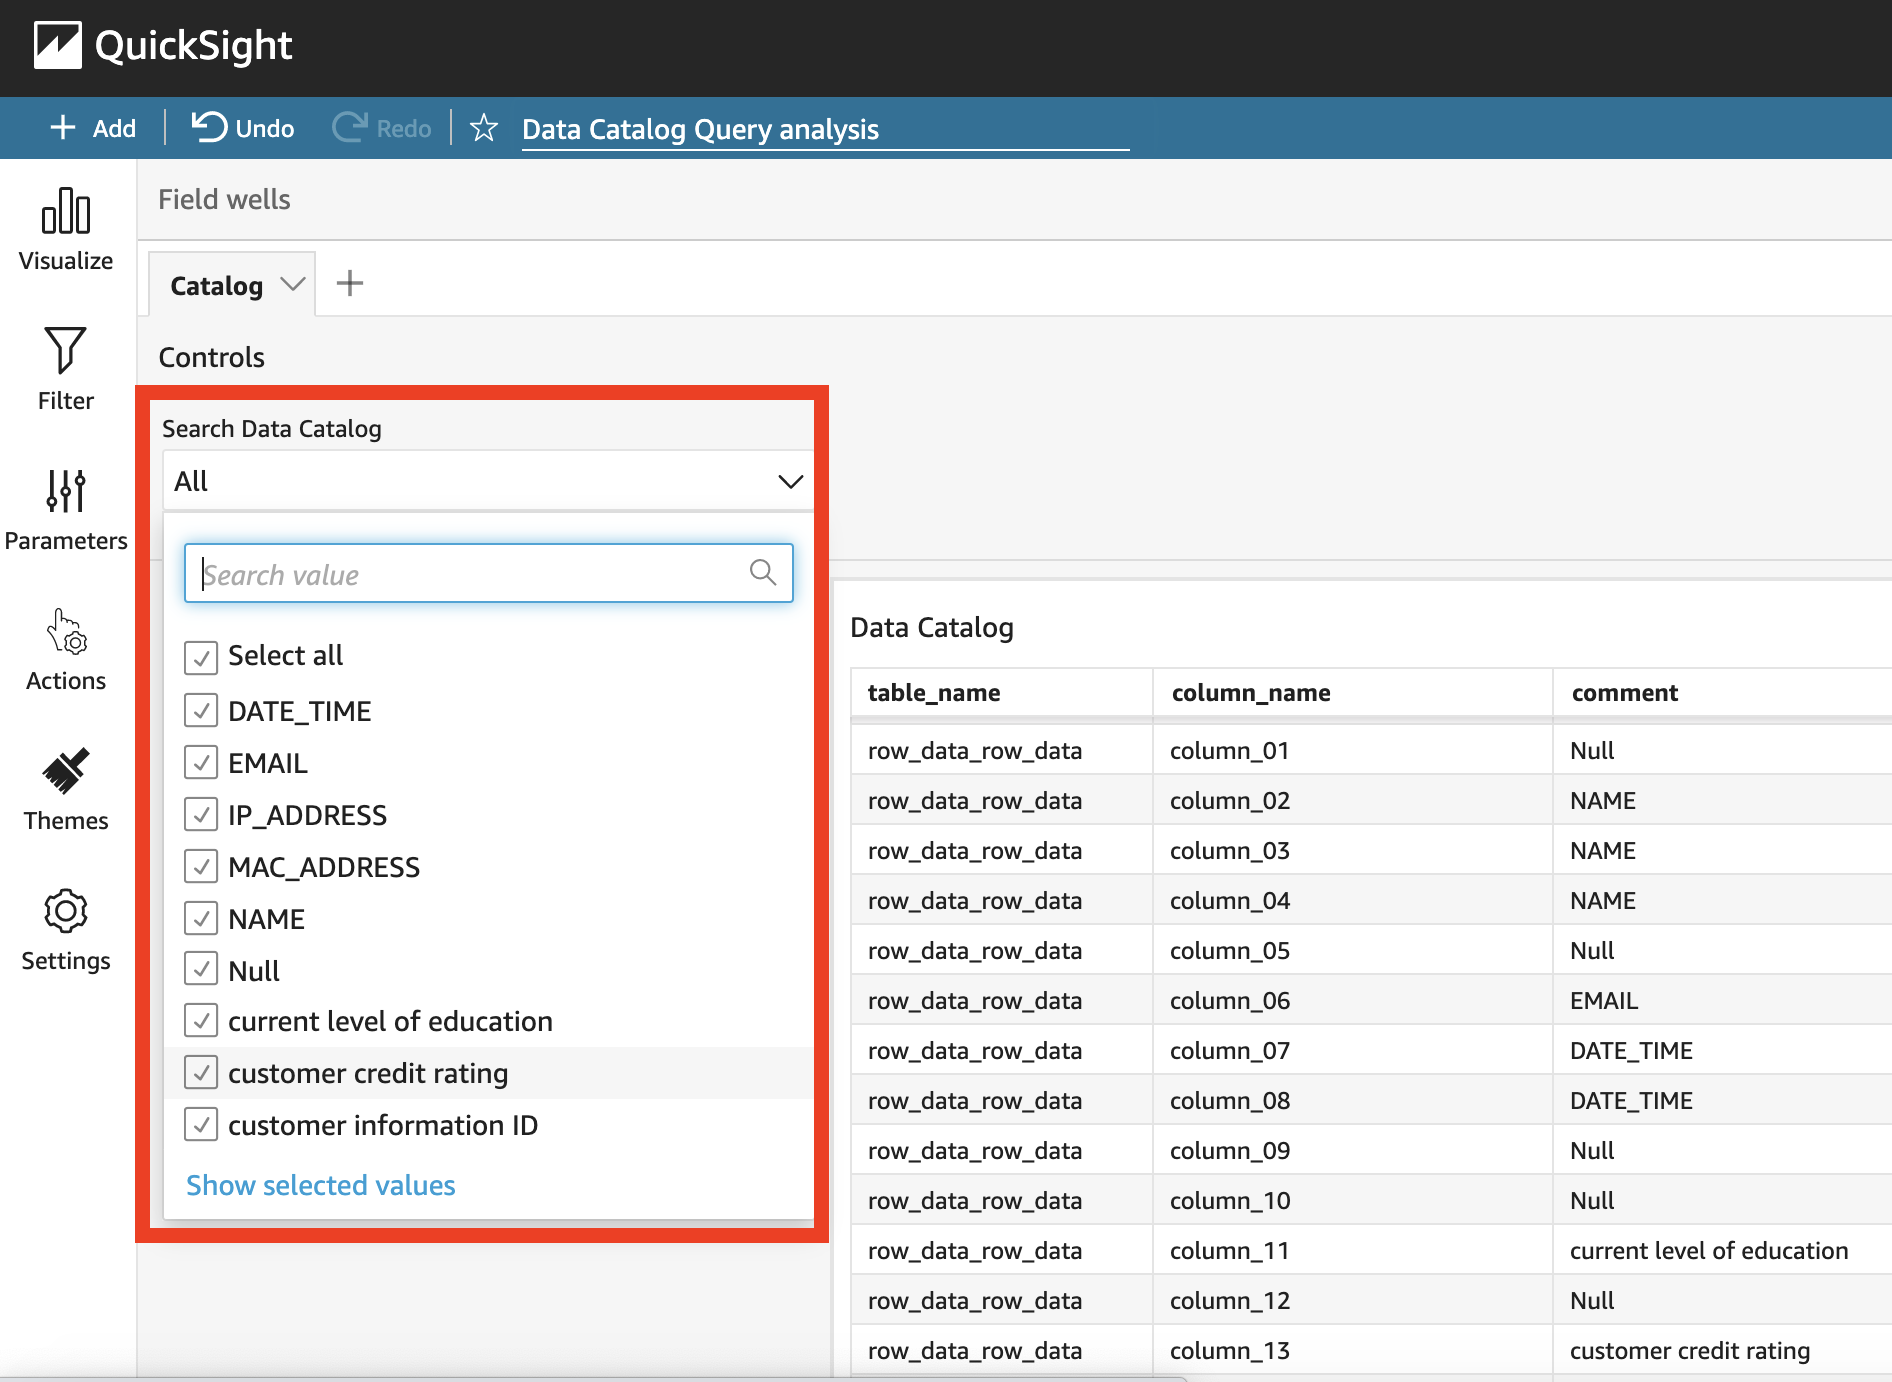 QuickSight
Add
Undo
Redo
Data Catalog Query analysis
Visualize
Filter
Parameters
Actions
Themes
Settings
Field wells
Catalog
Controls
Search Data Catalog
All
Search value
Select all
DATE_TIME
EMAIL
IP_ADDRESS
MAC_ADDRESS
NAME
Null
current level of education
customer credit rating
customer information ID
Show selected values
Data Catalog
table_name column_name comment
row_data_row_data column_01 Null
row_data_row_data column_02 NAME
row_data_row_data column_03 NAME
row_data_row_data column_04 NAME
row_data_row_data column_05 Null
row_data_row_data column_06 EMAIL
row_data_row_data column_07 DATE_TIME
row_data_row_data column_08 DATE_TIME
row_data_row_data column_09 Null
row_data_row_data column_10 Null
row_data_row_data column_11 current level of education
row_data_row_data column_12 Null
row_data_row_data column_13 customer credit rating